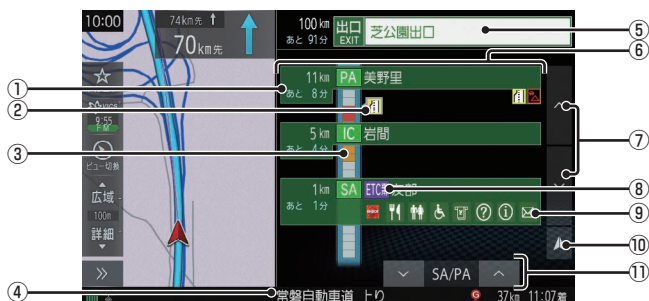 10:00
74km先
70km先
9:55
FM
ビュー切換
広域
100m
詳細
100km 出口 EXIT 芝公園出口
あと 91分
11km PA 美野里
あと 8分
5km IC 岩間
あと 4分
1km SA ETC 友部
あと 1分
SA/PA
常磐自動車道 上り
G 37km 11:07着
①
②
③
④
⑤
⑥
⑦
⑧
⑨
⑩
⑪